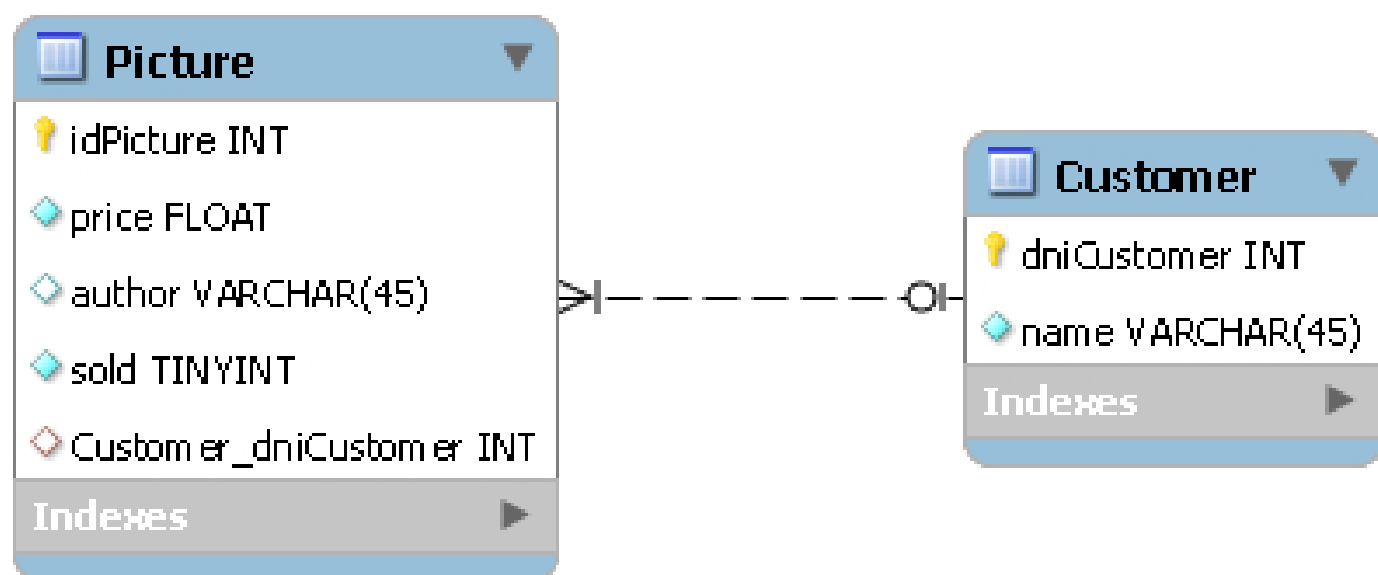 Picture
idPicture INT
price FLOAT
author VARCHAR(45)
sold TINYINT
Customer_dniCustomer INT
Indexes
Customer
dniCustomer INT
name VARCHAR(45)
Indexes